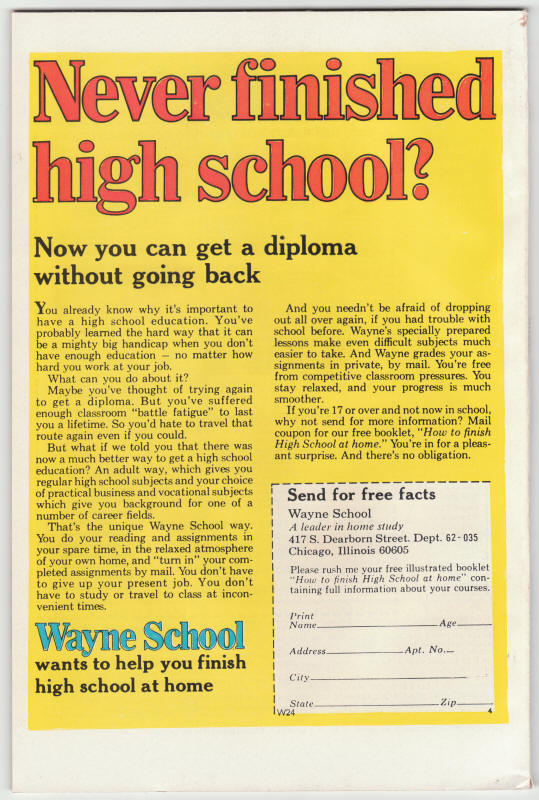 Never finished
high school?
Now you can get a diploma
without going back
You already know why it's important to
have a high school education. You've
probably learned the hard way that it can
be a mighty big handicap when you don't
have enough education — no matter how
hard you work at your job.
What can you do about it?
Maybe you've thought of trying again
to get a diploma. But you've suffered
enough classroom "battle fatigue" to last
you a lifetime. So you'd hate to travel that
route again even if you could.
But what if we told you that there was
now a much better way to get a high school
education? An adult way, which gives you
regular high school subjects and your choice
of practical business and vocational subjects
which give you background for one of a
number of career fields.
That's the unique Wayne School way.
You do your reading and assignments in
your spare time, in the relaxed atmosphere
of your own home, and "turn in" your com-
pleted assignments by mail. You don't have
to give up your present job. You don't
have to study or travel to class at incon-
venient times.
Wayne School
wants to help you finish
high school at home
And you needn't be afraid of dropping
out all over again, if you had trouble with
school before. Wayne's specially prepared
lessons make even difficult subjects much
easier to take. And Wayne grades your as-
signments in private, by mail. You're free
from competitive classroom pressures. You
stay relaxed, and your progress is much
smoother.
If you're 17 or over and not now in school,
why not send for more information? Mail
coupon for our free booklet, "How to finish
High School at home." You're in for a pleas-
ant surprise. And there's no obligation.
Send for free facts
Wayne School
A leader in home study
417 S. Dearborn Street. Dept. 62-035
Chicago, Illinois 60605
Please rush me your free illustrated booklet
"How to finish High School at home" con-
taining full information about your courses.
Print
Name Age
Address Apt. No.
City
State Zip
W24 4